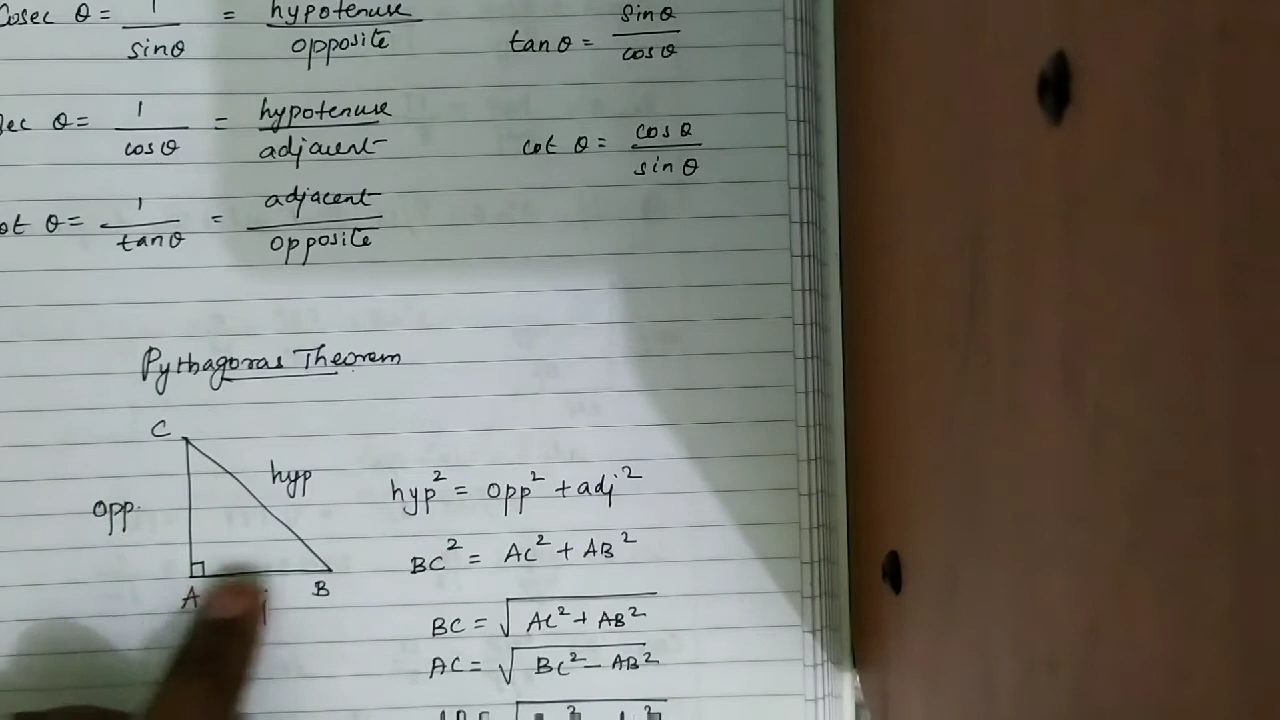 Cosec θ = 1/sinθ = hypotenuse/opposite
tanθ = sinθ/cosθ
sec θ = 1/cosθ = hypotenuse/adjacent
cot θ = cosθ/sinθ
cot θ = 1/tanθ = adjacent/opposite
Pythagoras Theorem
C
hyp
opp.
hyp² = opp² + adj²
BC² = AC² + AB²
A
B
BC = √AC² + AB²
AC = √BC² - AB²